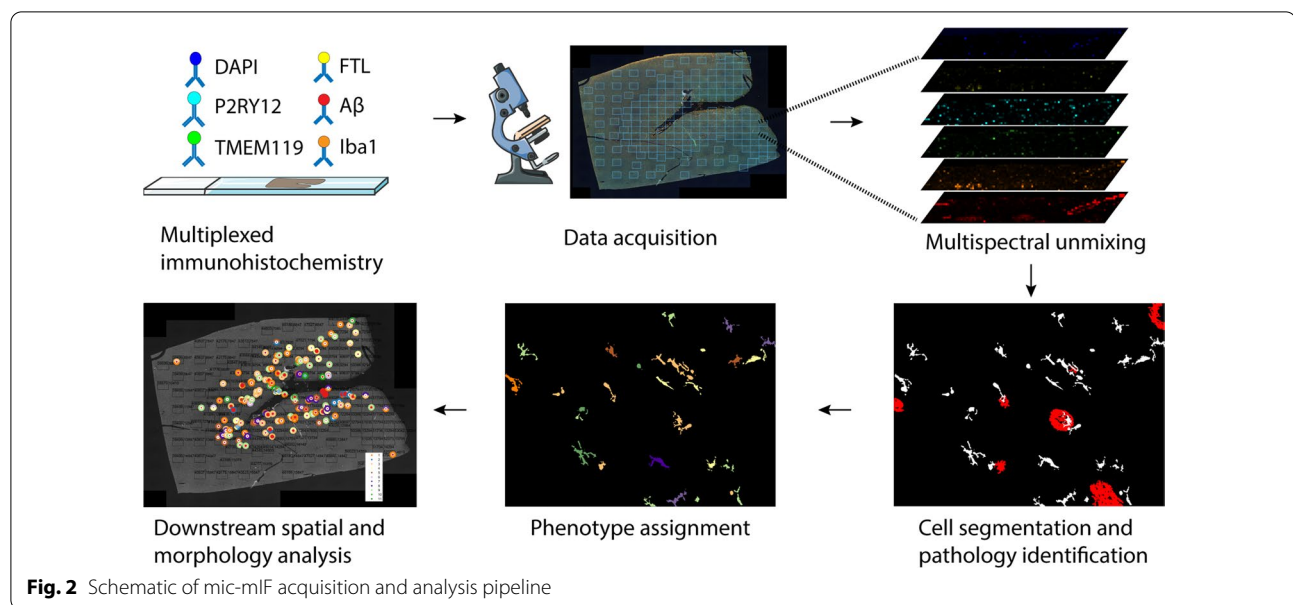 DAPI
FTL
P2RY12
Aβ
TMEM119
Iba1
Multiplexed
immunohistochemistry
Data acquisition
Multispectral unmixing
Downstream spatial and
morphology analysis
Phenotype assignment
Cell segmentation and
pathology identification
Fig. 2 Schematic of mic-mIF acquisition and analysis pipeline